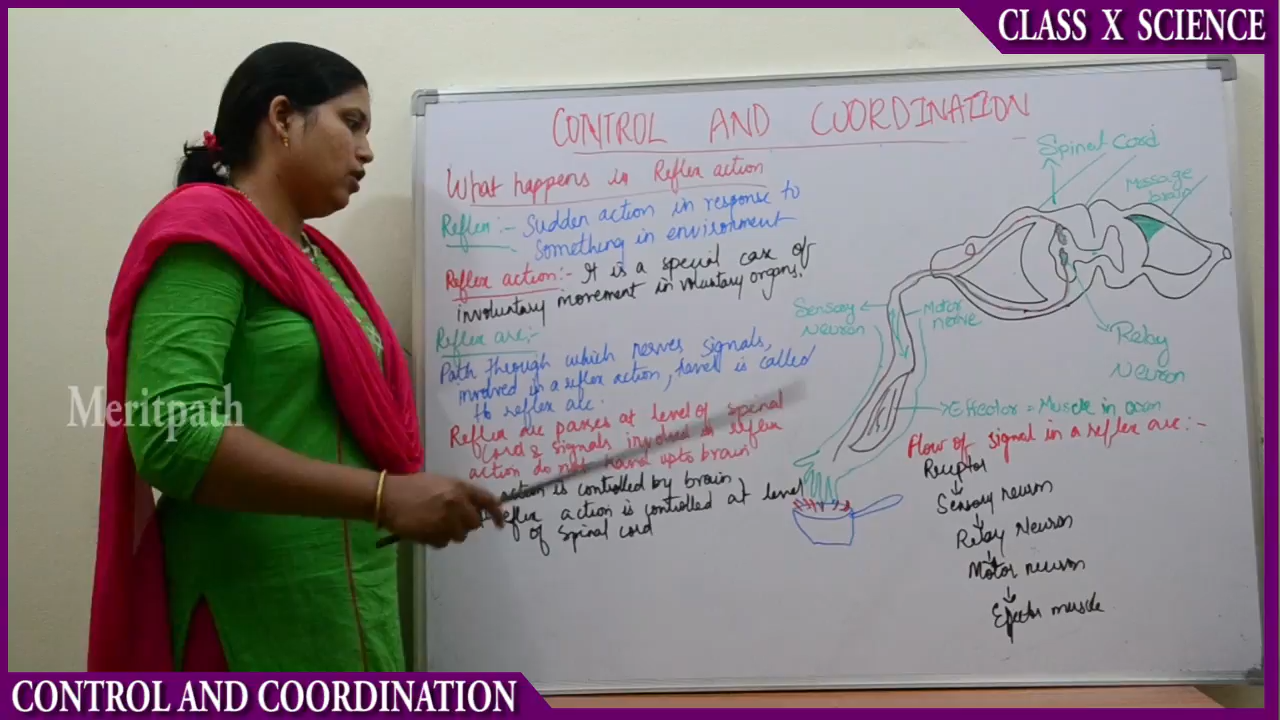 CLASS X SCIENCE
CONTROL AND COORDINATION
What happens in Reflex action
Reflex :- Sudden action in response to
Something in environment
Reflex action:- It is a special case of
involuntary movement in voluntary organs.
Reflex arc:-
Path through which nerves signals,
involved in a reflex action, travel is called
the reflex arc.
Reflex arc passes at level of spinal
cord & signals involved in reflex
action do not travel upto brain
action is controlled by brain,
reflex action is controlled at level
of spinal cord
Spinal Cord
Message
brain
Sensory
Neuron
Motor
nerve
Relay
Neuron
Effector = Muscle in arm
Flow of signal in a reflex arc:-
Receptor
Sensory neuron
Relay Neuron
Motor neuron
Effector muscle
Meritpath
CONTROL AND COORDINATION